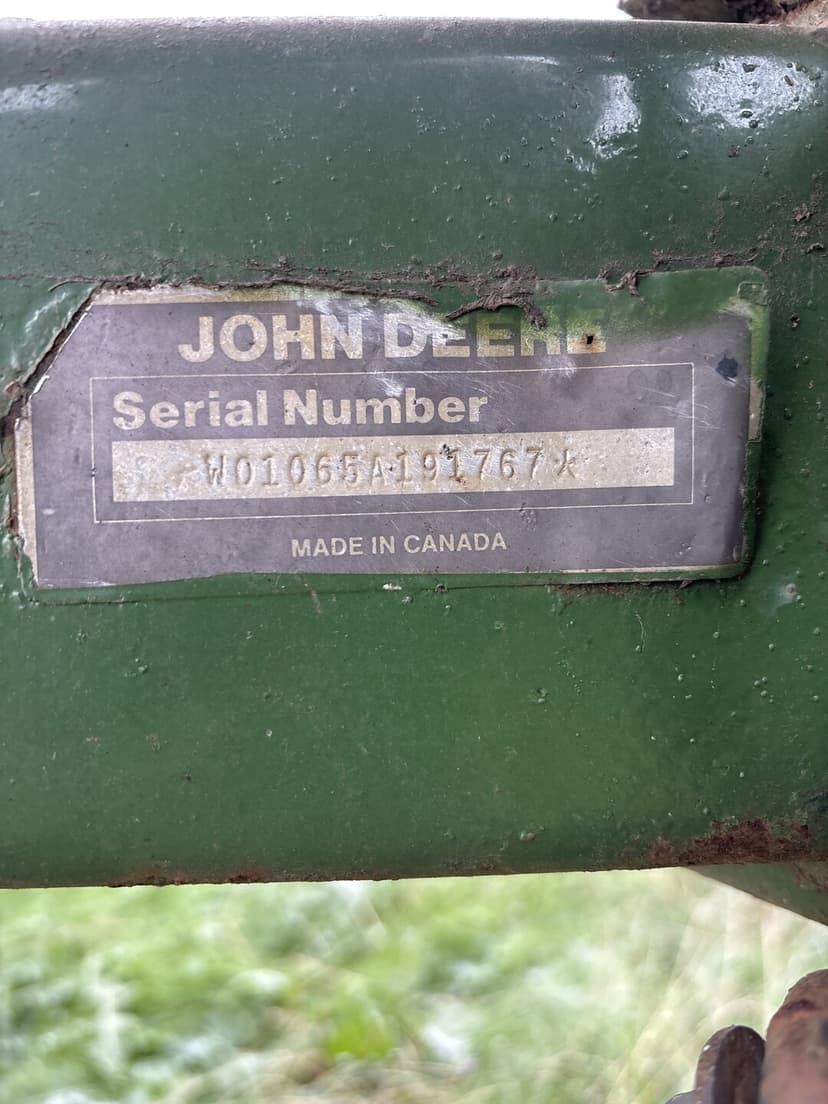 JOHN DEERE
Serial Number
W01065A191767
MADE IN CANADA